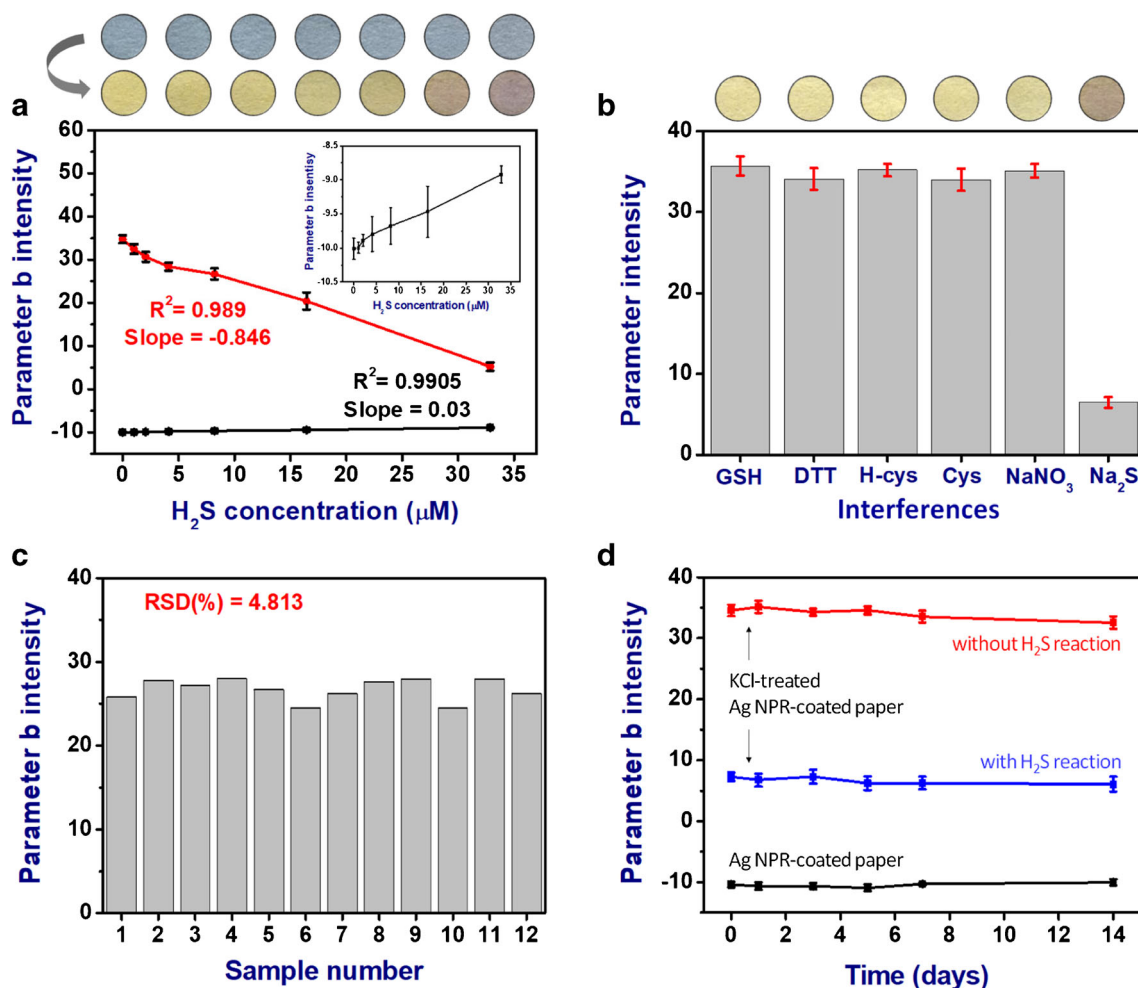 a
60
50
40
30
20
10
0
-10
Parameter b intensity
R²= 0.989
Slope = -0.846
R²= 0.9905
Slope = 0.03
0 5 10 15 20 25 30 35
H₂S concentration (μM)
-8.5
-9.0
-9.5
-10.0
-10.5
Parameter b insentisy
0 5 10 15 20 25 30 35
H₂S concentration (μM)
b
40
30
20
10
0
Parameter intensity
GSH DTT H-cys Cys NaNO₃ Na₂S
Interferences
c
40
30
20
10
0
Parameter b intensity
RSD(%) = 4.813
1 2 3 4 5 6 7 8 9 10 11 12
Sample number
d
40
30
20
10
0
-10
Parameter b intensity
without H₂S reaction
KCl-treated
Ag NPR-coated paper
with H₂S reaction
Ag NPR-coated paper
0 2 4 6 8 10 12 14
Time (days)